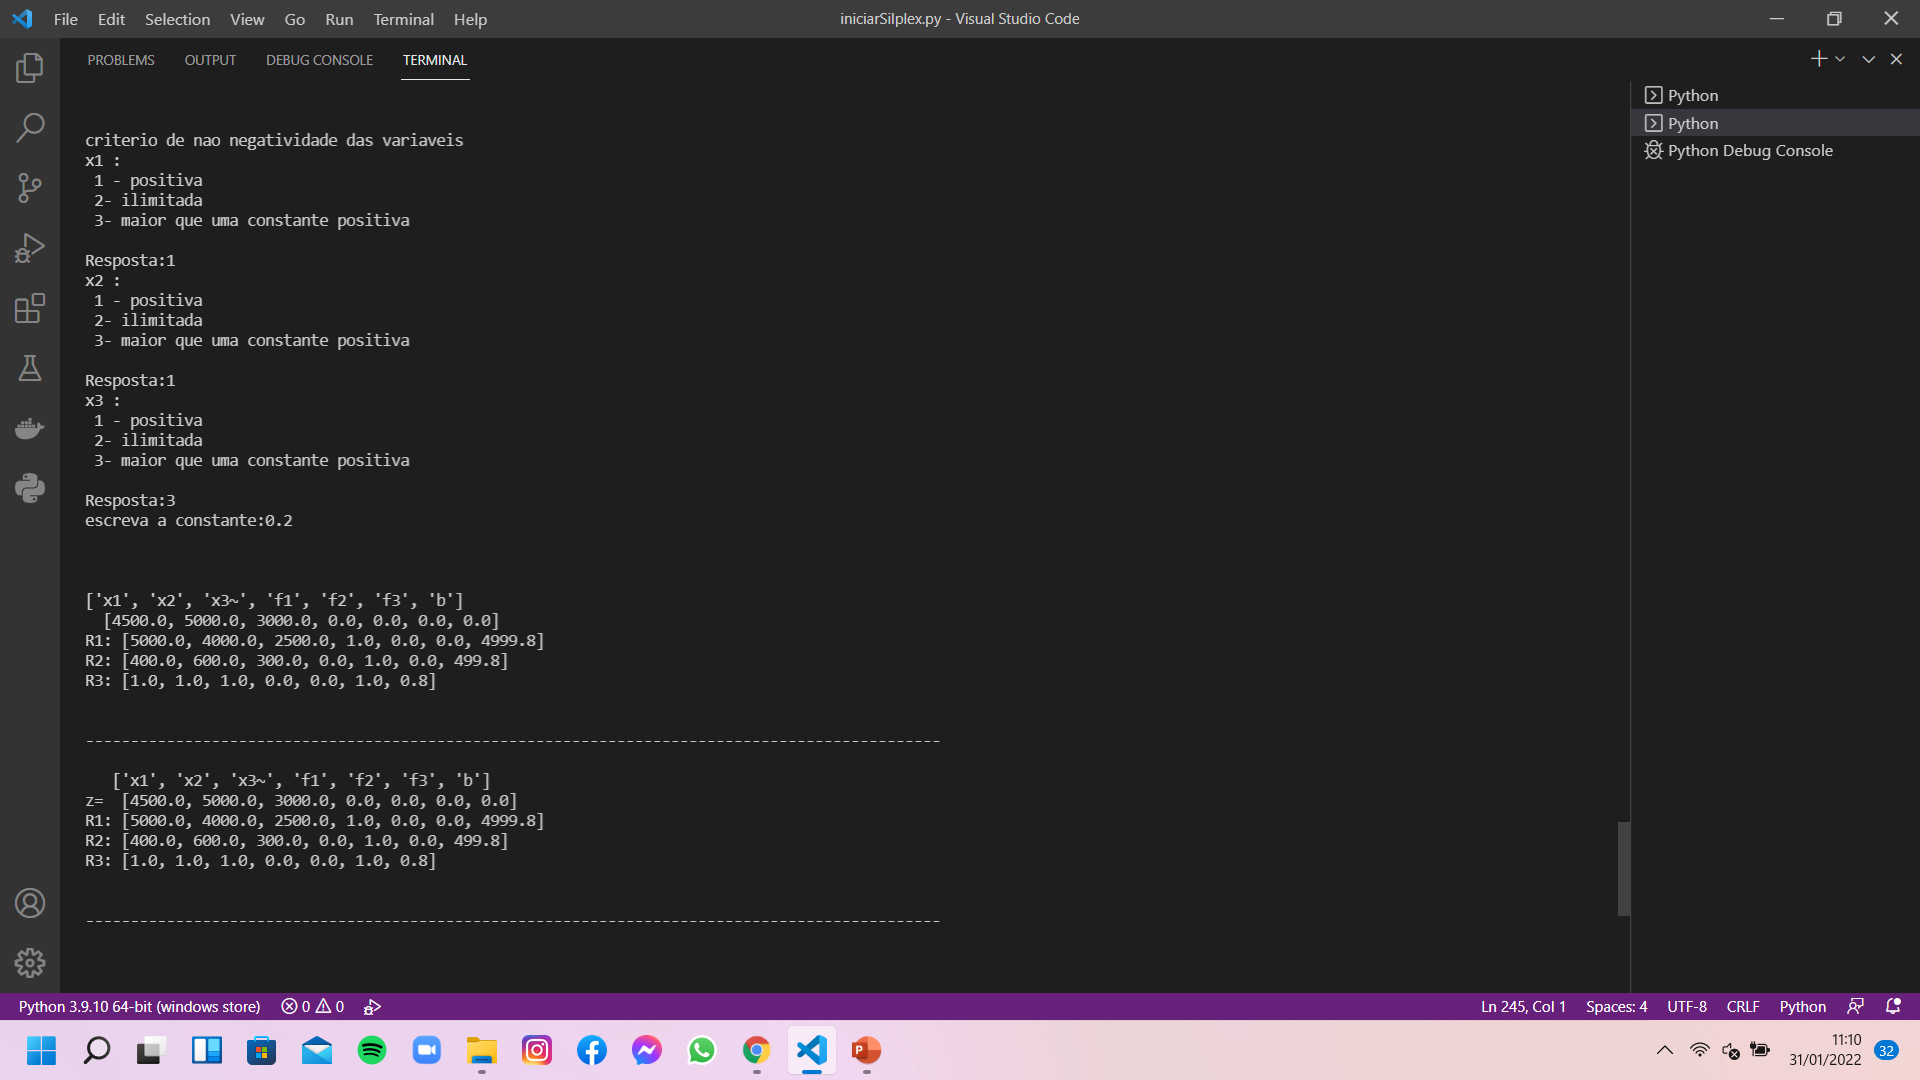 File Edit Selection View Go Run Terminal Help
iniciarSilplex.py - Visual Studio Code
PROBLEMS OUTPUT DEBUG CONSOLE TERMINAL
Python
Python
Python Debug Console
criterio de nao negatividade das variaveis
x1 :
1 - positiva
2- ilimitada
3- maior que uma constante positiva
Resposta:1
x2 :
1 - positiva
2- ilimitada
3- maior que uma constante positiva
Resposta:1
x3 :
1 - positiva
2- ilimitada
3- maior que uma constante positiva
Resposta:3
escreva a constante:0.2
['x1', 'x2', 'x3~', 'f1', 'f2', 'f3', 'b']
[4500.0, 5000.0, 3000.0, 0.0, 0.0, 0.0, 0.0]
R1: [5000.0, 4000.0, 2500.0, 1.0, 0.0, 0.0, 4999.8]
R2: [400.0, 600.0, 300.0, 0.0, 1.0, 0.0, 499.8]
R3: [1.0, 1.0, 1.0, 0.0, 0.0, 1.0, 0.8]
-----------------------------------------------------------------------------------------------
['x1', 'x2', 'x3~', 'f1', 'f2', 'f3', 'b']
z= [4500.0, 5000.0, 3000.0, 0.0, 0.0, 0.0, 0.0]
R1: [5000.0, 4000.0, 2500.0, 1.0, 0.0, 0.0, 4999.8]
R2: [400.0, 600.0, 300.0, 0.0, 1.0, 0.0, 499.8]
R3: [1.0, 1.0, 1.0, 0.0, 0.0, 1.0, 0.8]
-----------------------------------------------------------------------------------------------
Python 3.9.10 64-bit (windows store) 0 0 Ln 245, Col 1 Spaces: 4 UTF-8 CRLF Python
11:10
31/01/2022
32